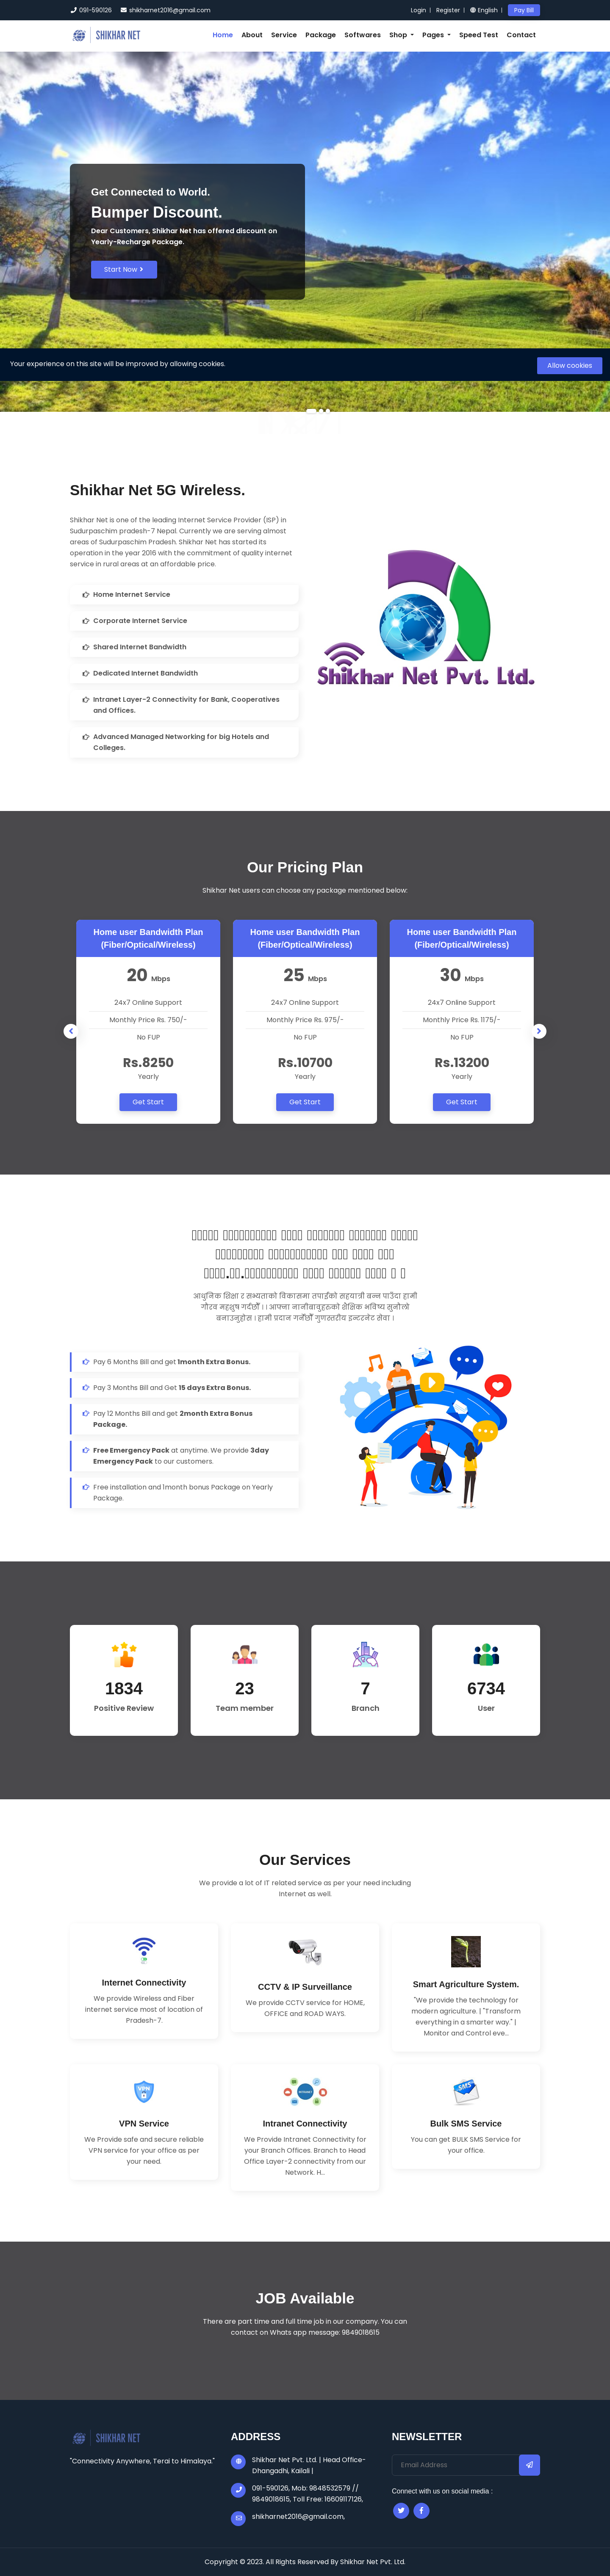 091-590126 shikharnet2016@gmail.com
Login | Register | English | Pay Bill
SHIKHAR NET
Home About Service Package Softwares Shop Pages Speed Test Contact
Get Connected to World.
Bumper Discount.
Dear Customers, Shikhar Net has offered discount on
Yearly-Recharge Package.
Start Now
Your experience on this site will be improved by allowing cookies.
Allow cookies
Shikhar Net 5G Wireless.
Shikhar Net is one of the leading Internet Service Provider (ISP) in
Sudurpaschim pradesh-7 Nepal. Currently we are serving almost
areas of Sudurpaschim Pradesh. Shikhar Net has started its
operation in the year 2016 with the commitment of quality internet
service in rural areas at an affordable price.
Home Internet Service
Corporate Internet Service
Shared Internet Bandwidth
Dedicated Internet Bandwidth
Intranet Layer-2 Connectivity for Bank, Cooperatives
and Offices.
Advanced Managed Networking for big Hotels and
Colleges.
Shikhar Net Pvt. Ltd.
Our Pricing Plan
Shikhar Net users can choose any package mentioned below:
Home user Bandwidth Plan
(Fiber/Optical/Wireless)
20 Mbps
24x7 Online Support
Monthly Price Rs. 750/-
No FUP
Rs.8250
Yearly
Get Start
Home user Bandwidth Plan
(Fiber/Optical/Wireless)
25 Mbps
24x7 Online Support
Monthly Price Rs. 975/-
No FUP
Rs.10700
Yearly
Get Start
Home user Bandwidth Plan
(Fiber/Optical/Wireless)
30 Mbps
24x7 Online Support
Monthly Price Rs. 1175/-
No FUP
Rs.13200
Yearly
Get Start
आधुनिक शिक्षा र सभ्यताको विकासमा तपाईंको सहयात्री बन्न पाउँदा हामी
गौरव महशुष गर्दछौँ । । आफ्ना नानीबाबुहरुको शैक्षिक भविष्य सुनौलो
बनाउनुहोस । हामी प्रदान गर्नेछौँ गुणस्तरीय इन्टरनेट सेवा ।
Pay 6 Months Bill and get 1month Extra Bonus.
Pay 3 Months Bill and Get 15 days Extra Bonus.
Pay 12 Months Bill and get 2month Extra Bonus
Package.
Free Emergency Pack at anytime. We provide 3day
Emergency Pack to our customers.
Free installation and 1month bonus Package on Yearly
Package.
1834
Positive Review
23
Team member
7
Branch
6734
User
Our Services
We provide a lot of IT related service as per your need including
Internet as well.
Internet Connectivity
We provide Wireless and Fiber
internet service most of location of
Pradesh-7.
CCTV & IP Surveillance
We provide CCTV service for HOME,
OFFICE and ROAD WAYS.
Smart Agriculture System.
"We provide the technology for
modern agriculture. | "Transform
everything in a smarter way." |
Monitor and Control eve...
VPN
VPN Service
We Provide safe and secure reliable
VPN service for your office as per
your need.
Intranet Connectivity
We Provide Intranet Connectivity for
your Branch Offices. Branch to Head
Office Layer-2 connectivity from our
Network. H...
SMS
Bulk SMS Service
You can get BULK SMS Service for
your office.
JOB Available
There are part time and full time job in our company. You can
contact on Whats app message: 9849018615
SHIKHAR NET
"Connectivity Anywhere, Terai to Himalaya."
ADDRESS
Shikhar Net Pvt. Ltd. | Head Office-
Dhangadhi, Kailali |
091-590126, Mob: 9848532579 //
9849018615, Toll Free: 16609117126,
shikharnet2016@gmail.com,
NEWSLETTER
Email Address
Connect with us on social media :
Copyright © 2023. All Rights Reserved By Shikhar Net Pvt. Ltd.